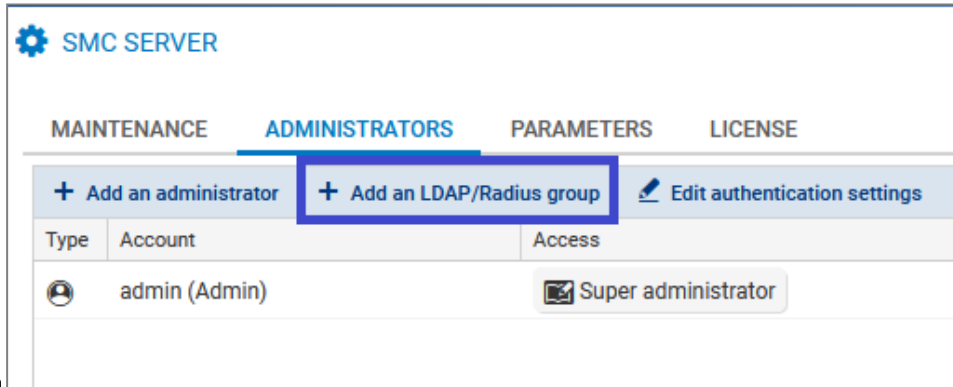 SMC SERVER
MAINTENANCE ADMINISTRATORS PARAMETERS LICENSE
+ Add an administrator + Add an LDAP/Radius group Edit authentication settings
Type Account Access
admin (Admin) Super administrator